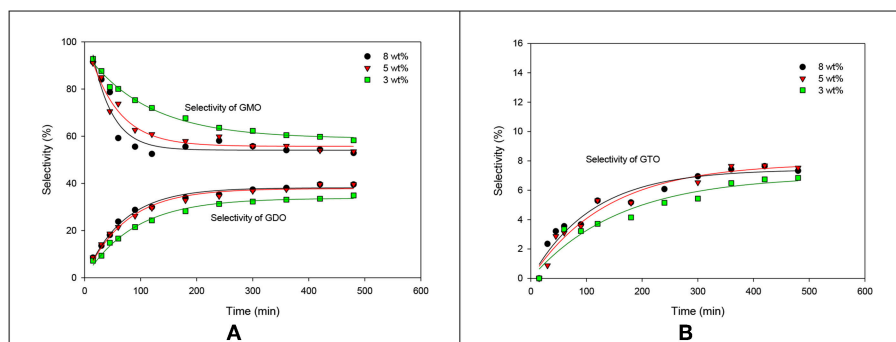 100
80
60
40
20
0
Selectivity (%)
8 wt%
5 wt%
3 wt%
Selectivity of GMO
Selectivity of GDO
0 100 200 300 400 500 600
Time (min)
A
16
14
12
10
8
6
4
2
0
Selectivity (%)
8 wt%
5 wt%
3 wt%
Selectivity of GTO
0 100 200 300 400 500 600
Time (min)
B